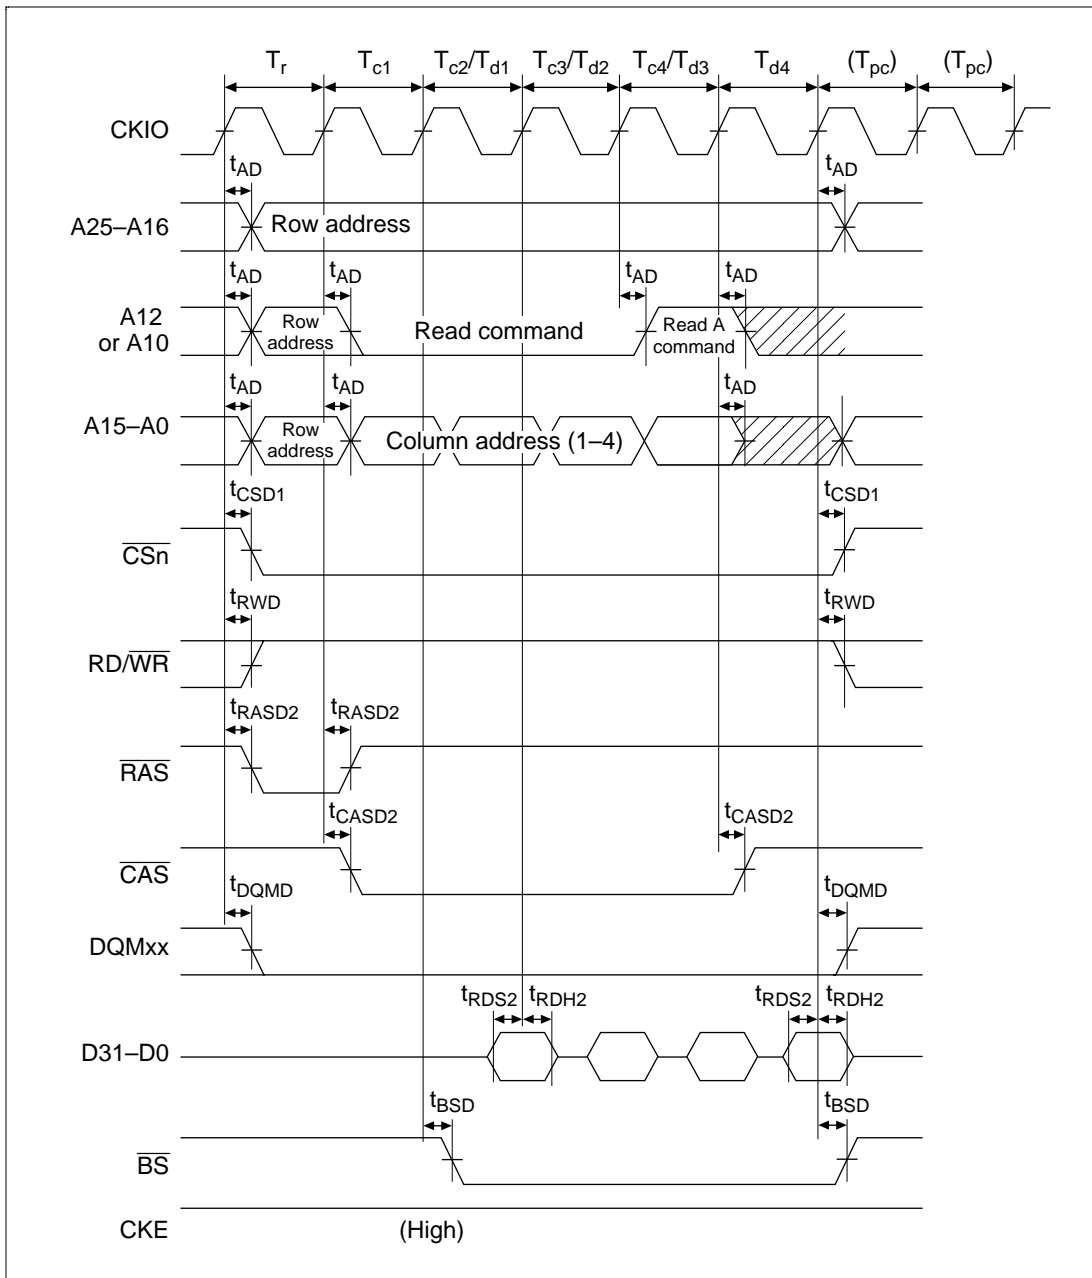 Tr Tc1 Tc2/Td1 Tc3/Td2 Tc4/Td3 Td4 (Tpc) (Tpc)
CKIO
tAD tAD
A25–A16 Row address
tAD tAD tAD tAD
A12
or A10
Row
address
Read command
Read A
command
tAD tAD tAD
A15–A0
Row
address
Column address (1–4)
tCSD1 tCSD1
CSn
tRWD tRWD
RD/WR
tRASD2 tRASD2
RAS
tCASD2 tCASD2
CAS
tDQMD tDQMD
DQMxx
tRDS2 tRDH2 tRDS2 tRDH2
D31–D0
tBSD tBSD
BS
CKE (High)